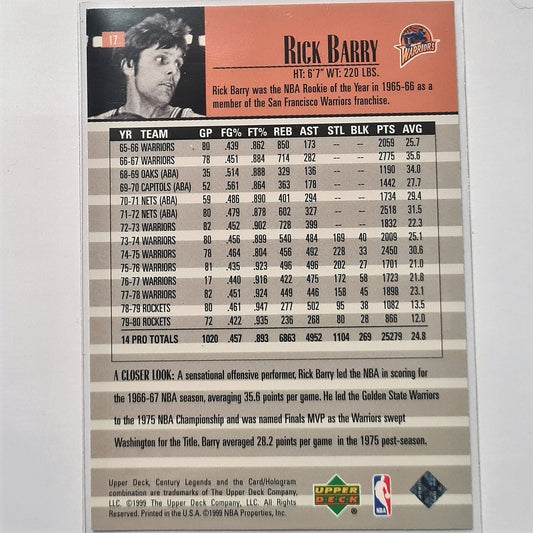 17
RICK BARRY
WARRIORS
HT: 6'7" WT: 220 LBS.
Rick Barry was the NBA Rookie of the Year in 1965-66 as a
member of the San Francisco Warriors franchise.
YR TEAM GP FG% FT% REB AST STL BLK PTS AVG
65-66 WARRIORS 80 .439 .862 850 173 -- -- 2059 25.7
66-67 WARRIORS 78 .451 .884 714 282 -- -- 2775 35.6
68-69 OAKS (ABA) 35 .514 .888 329 136 -- -- 1190 34.0
69-70 CAPITOLS (ABA) 52 .561 .864 363 178 -- -- 1442 27.7
70-71 NETS (ABA) 59 .486 .890 401 294 -- -- 1734 29.4
71-72 NETS (ABA) 80 .479 .878 602 327 -- -- 2518 31.5
72-73 WARRIORS 82 .452 .902 728 399 -- -- 1832 22.3
73-74 WARRIORS 80 .456 .899 540 484 169 40 2009 25.1
74-75 WARRIORS 78 .464 .804 456 492 228 33 2450 30.6
75-76 WARRIORS 81 .435 .923 496 496 202 27 1701 21.0
76-77 WARRIORS 17 .440 .916 422 475 172 58 1723 21.8
77-78 WARRIORS 82 .451 .924 449 446 158 45 1898 23.1
78-79 ROCKETS 80 .461 .947 277 502 95 38 1082 13.5
79-80 ROCKETS 72 .422 .935 236 268 80 28 866 12.0
14 PRO TOTALS 1020 .457 .893 6863 4952 1104 269 25279 24.8
A CLOSER LOOK: A sensational offensive performer, Rick Barry led the NBA in scoring for
the 1966-67 NBA season, averaging 35.6 points per game. He led the Golden State Warriors
to the 1975 NBA Championship and was named Finals MVP as the Warriors swept
Washington for the Title. Barry averaged 28.2 points per game in the 1975 post-season.
Upper Deck, Century Legends and the Card/Hologram
combination are trademarks of The Upper Deck Company,
LLC. ©1999 The Upper Deck Company, LLC. All Rights
Reserved. Printed in the U.S.A. ©1999 NBA Properties, Inc.
UPPER
DECK
NBA